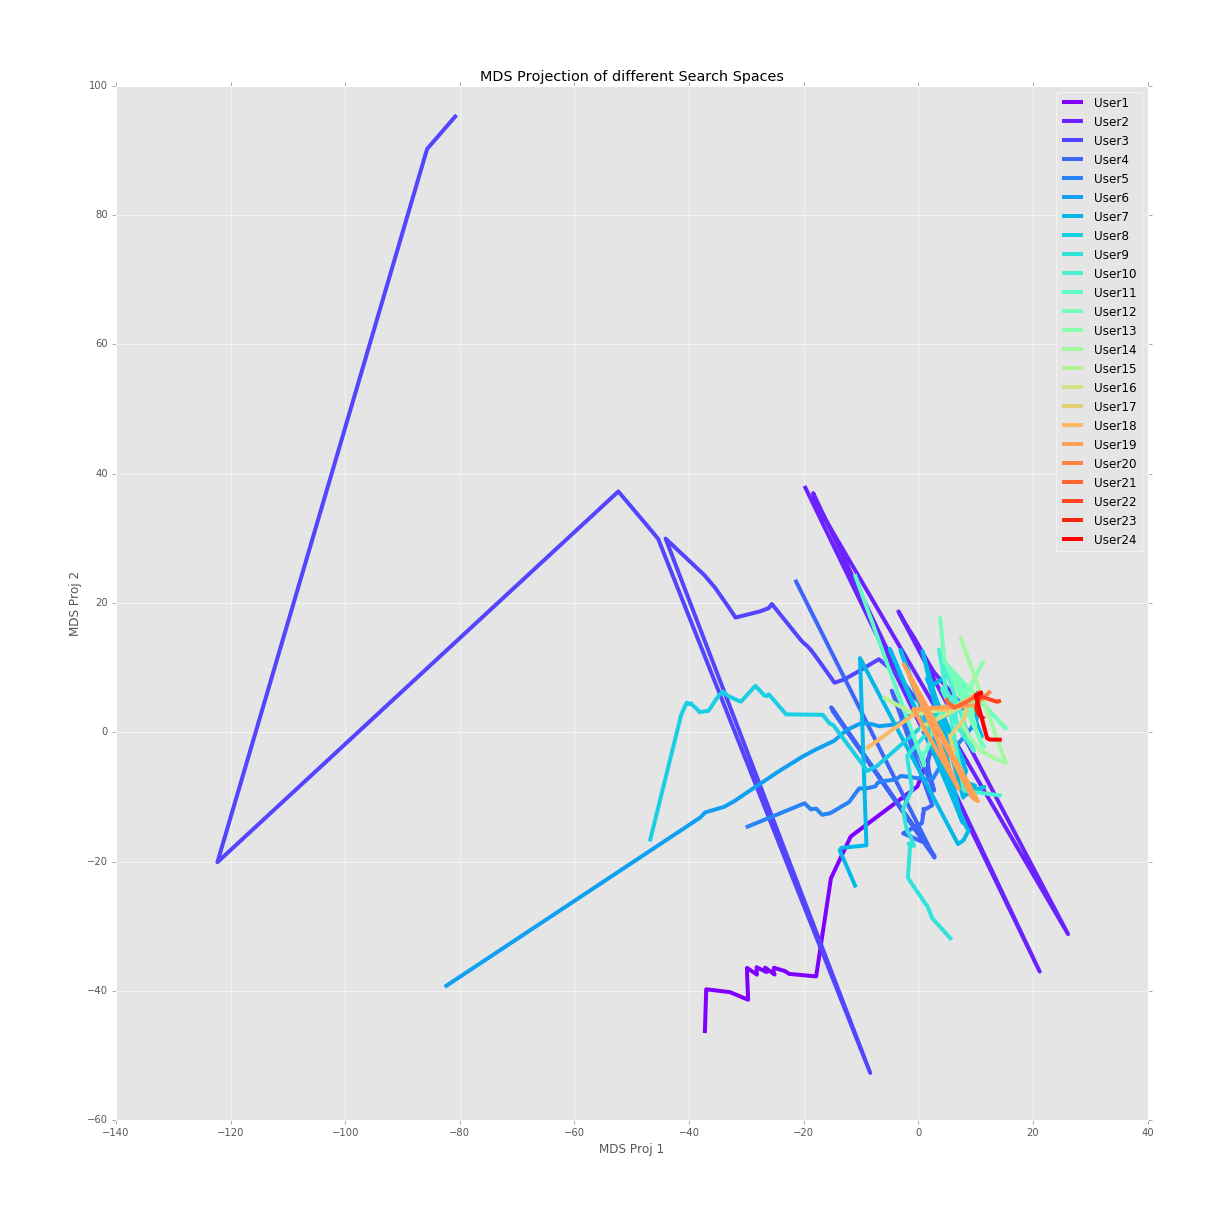 MDS Projection of different Search Spaces
100
80
60
40
20
0
−20
−40
−60
−140
−120
−100
−80
−60
−40
−20
0
20
40
MDS Proj 2
MDS Proj 1
User1
User2
User3
User4
User5
User6
User7
User8
User9
User10
User11
User12
User13
User14
User15
User16
User17
User18
User19
User20
User21
User22
User23
User24